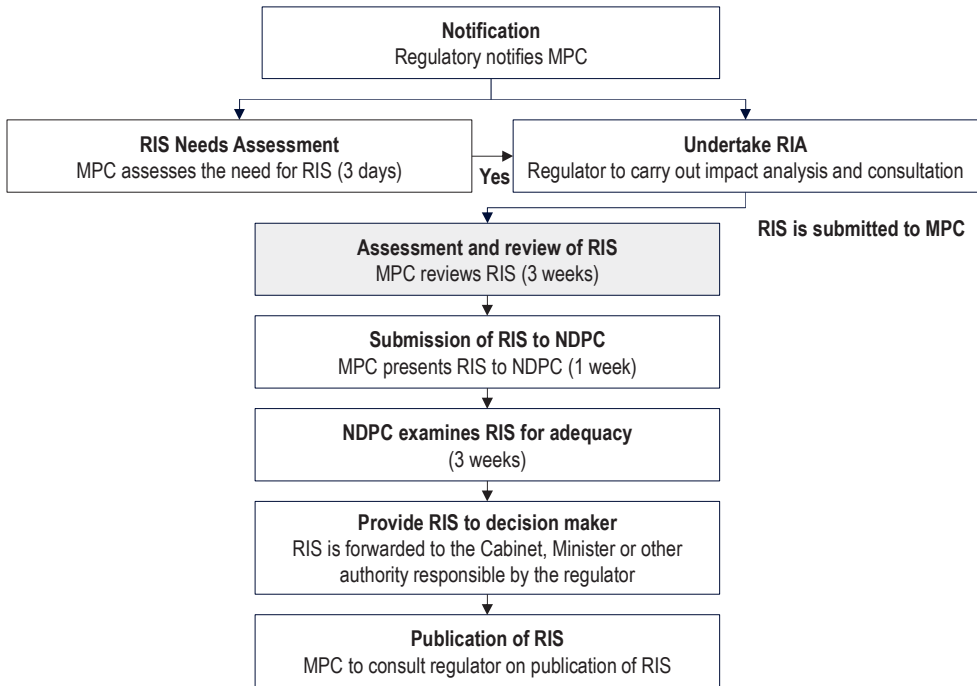 Notification
Regulatory notifies MPC
RIS Needs Assessment
MPC assesses the need for RIS (3 days)
Yes
Undertake RIA
Regulator to carry out impact analysis and consultation
RIS is submitted to MPC
Assessment and review of RIS
MPC reviews RIS (3 weeks)
Submission of RIS to NDPC
MPC presents RIS to NDPC (1 week)
NDPC examines RIS for adequacy
(3 weeks)
Provide RIS to decision maker
RIS is forwarded to the Cabinet, Minister or other
authority responsible by the regulator
Publication of RIS
MPC to consult regulator on publication of RIS